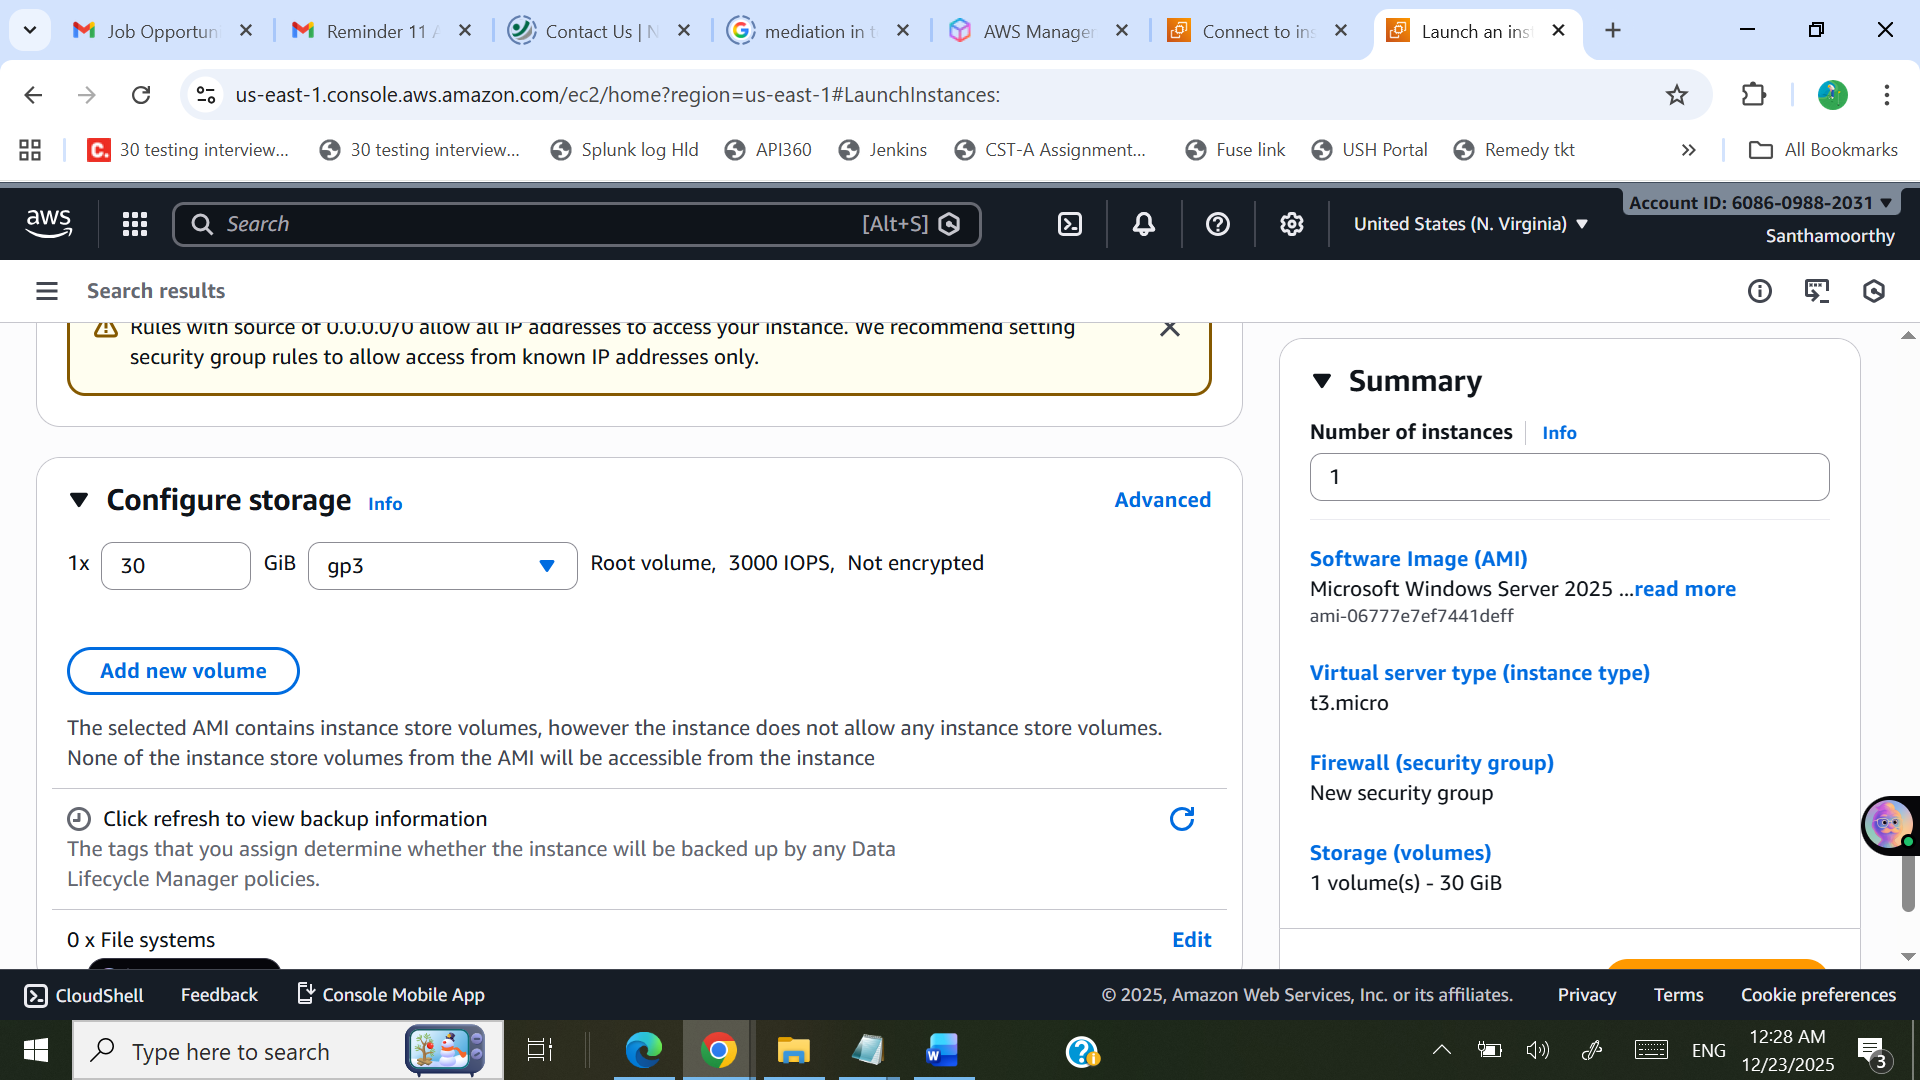 Job Opportun
Reminder 11 A
Contact Us | N
mediation in t
AWS Manager
Connect to ins
Launch an inst
us-east-1.console.aws.amazon.com/ec2/home?region=us-east-1#LaunchInstances:
C.
30 testing interview...
30 testing interview...
Splunk log Hld
API360
Jenkins
CST-A Assignment...
Fuse link
USH Portal
Remedy tkt
All Bookmarks
aws
Search
[Alt+S]
United States (N. Virginia)
Account ID: 6086-0988-2031
Santhamoorthy
Search results
Rules with source of 0.0.0.0/0 allow all IP addresses to access your instance. We recommend setting
security group rules to allow access from known IP addresses only.
Configure storage
Info
Advanced
1x
30
GiB
gp3
Root volume, 3000 IOPS, Not encrypted
Add new volume
The selected AMI contains instance store volumes, however the instance does not allow any instance store volumes.
None of the instance store volumes from the AMI will be accessible from the instance
Click refresh to view backup information
The tags that you assign determine whether the instance will be backed up by any Data
Lifecycle Manager policies.
0 x File systems
Edit
Summary
Number of instances
Info
1
Software Image (AMI)
Microsoft Windows Server 2025 ...read more
ami-06777e7ef7441deff
Virtual server type (instance type)
t3.micro
Firewall (security group)
New security group
Storage (volumes)
1 volume(s) - 30 GiB
CloudShell
Feedback
Console Mobile App
© 2025, Amazon Web Services, Inc. or its affiliates.
Privacy
Terms
Cookie preferences
Type here to search
ENG
12:28 AM
12/23/2025
3